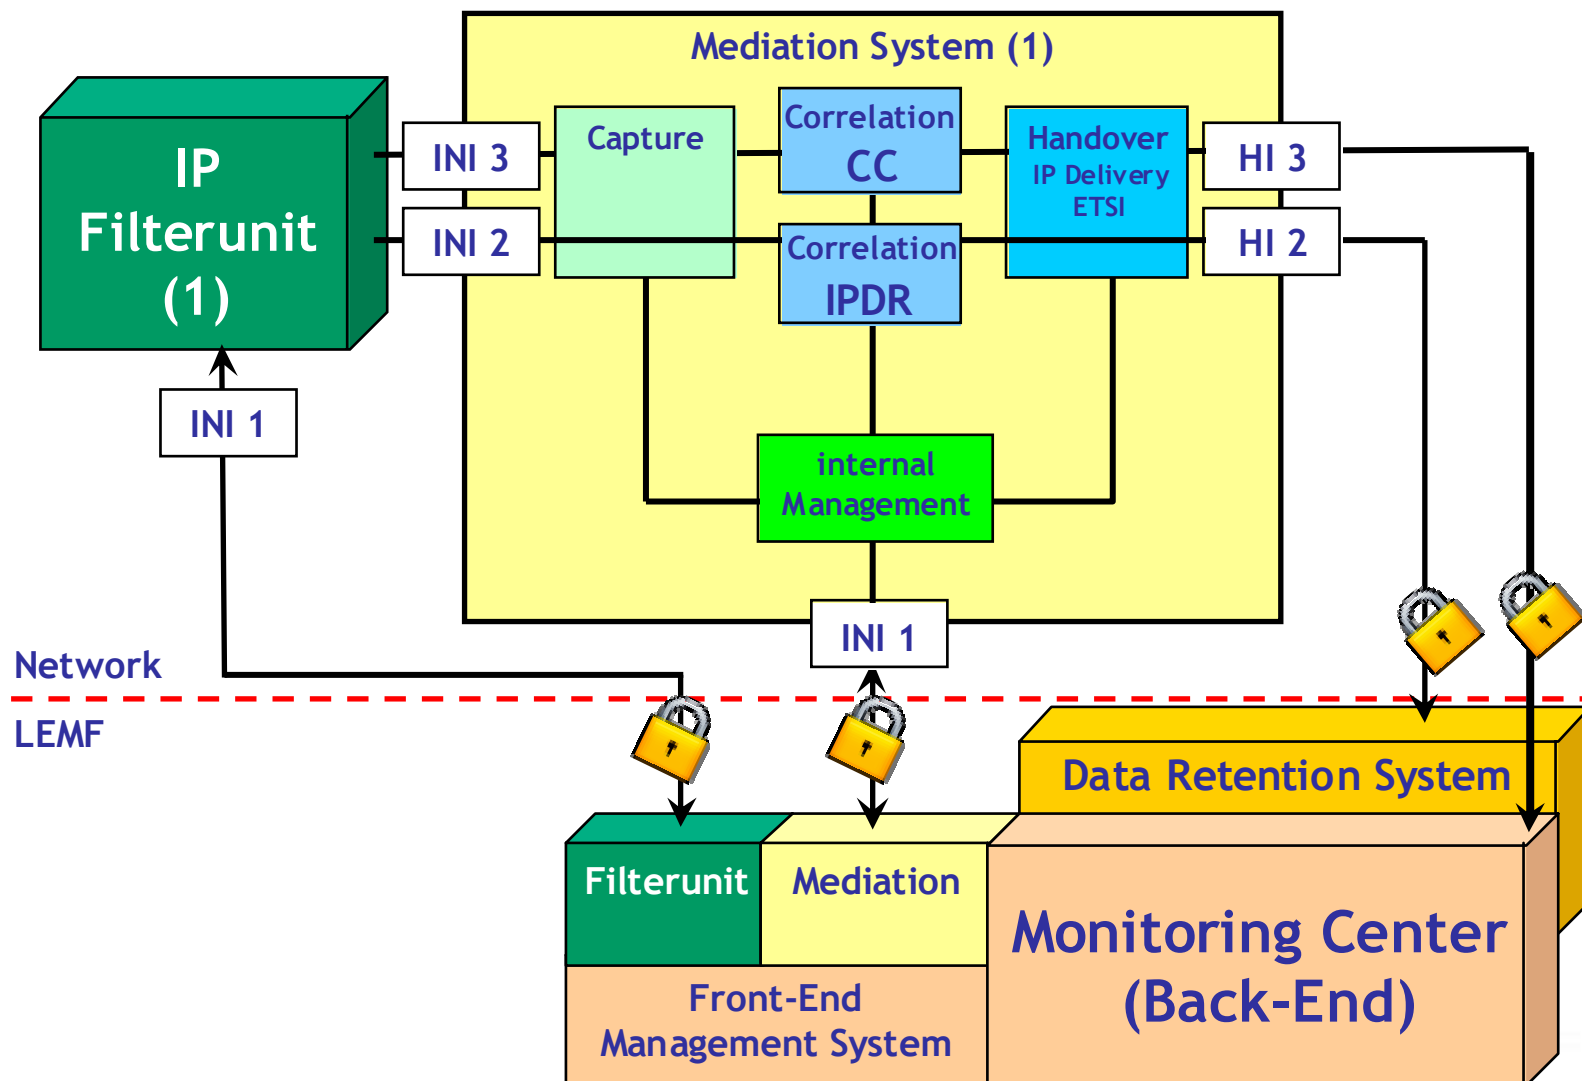 Mediation System (1)
IP
Filterunit
(1)
INI 3
INI 2
Capture
Correlation
CC
Correlation
IPDR
Handover
IP Delivery
ETSI
HI 3
HI 2
INI 1
internal
Management
INI 1
Network
LEMF
Data Retention System
Filterunit
Mediation
Front-End
Management System
Monitoring Center
(Back-End)